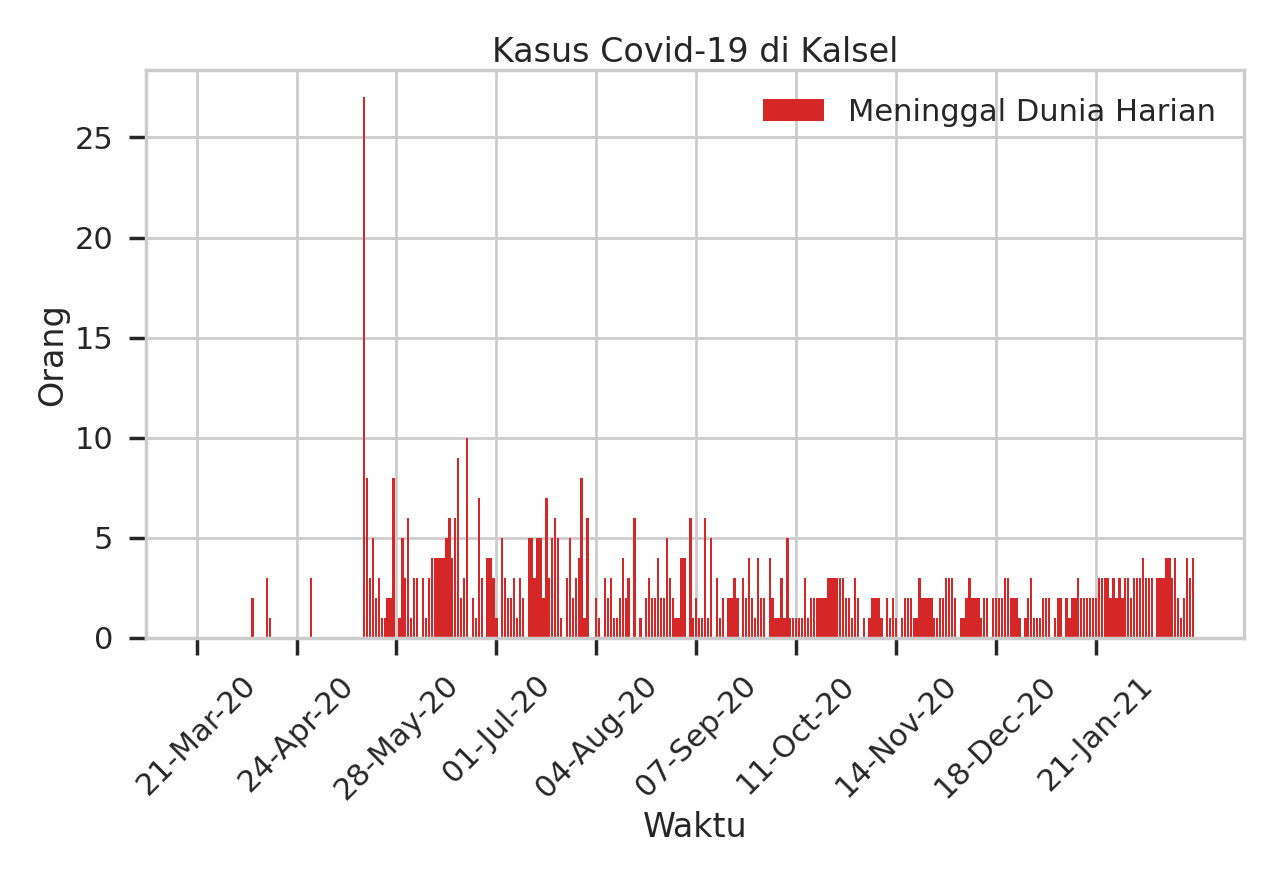 Kasus Covid-19 di Kalsel
Meninggal Dunia Harian
Orang
25
20
15
10
5
0
21-Mar-20
24-Apr-20
28-May-20
01-Jul-20
04-Aug-20
07-Sep-20
11-Oct-20
14-Nov-20
18-Dec-20
21-Jan-21
Waktu